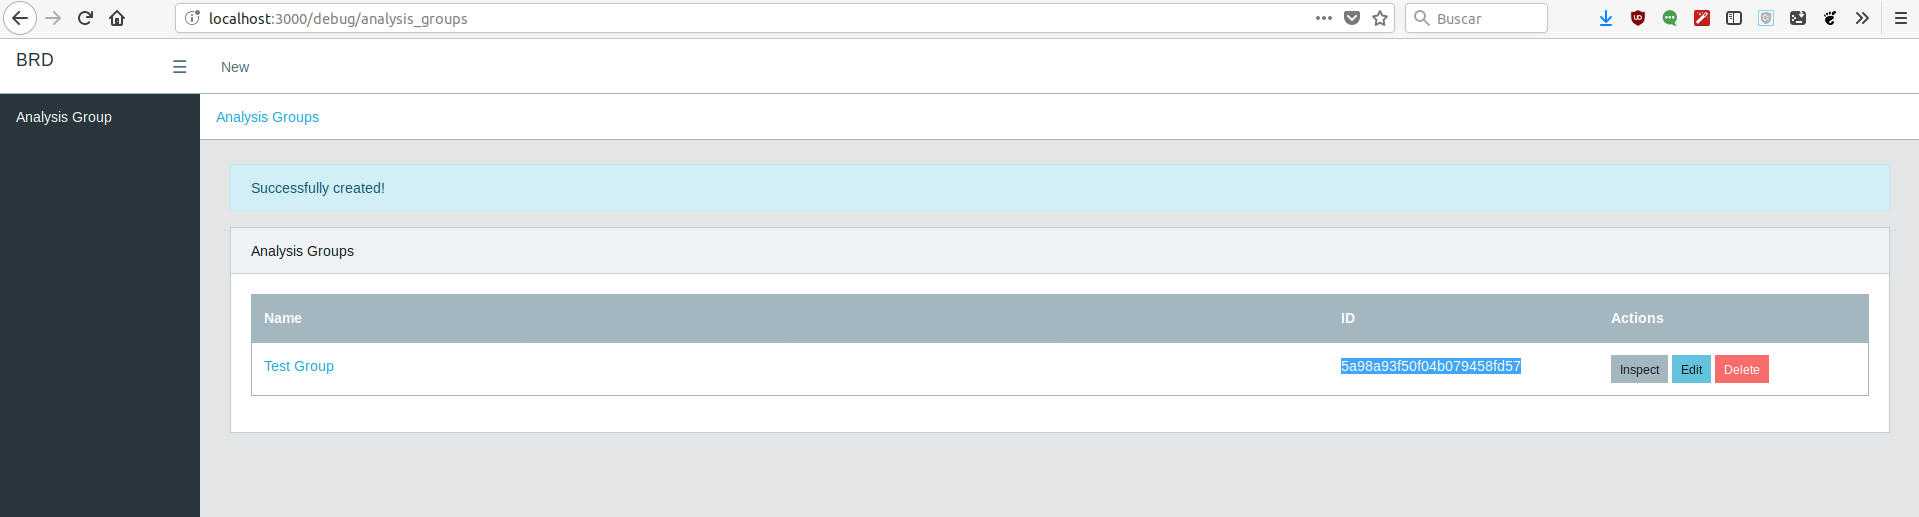 localhost:3000/debug/analysis_groups
Buscar
BRD
New
Analysis Group
Analysis Groups
Successfully created!
Analysis Groups
Name ID Actions
Test Group 5a98a93f50f04b079458fd57 Inspect Edit Delete